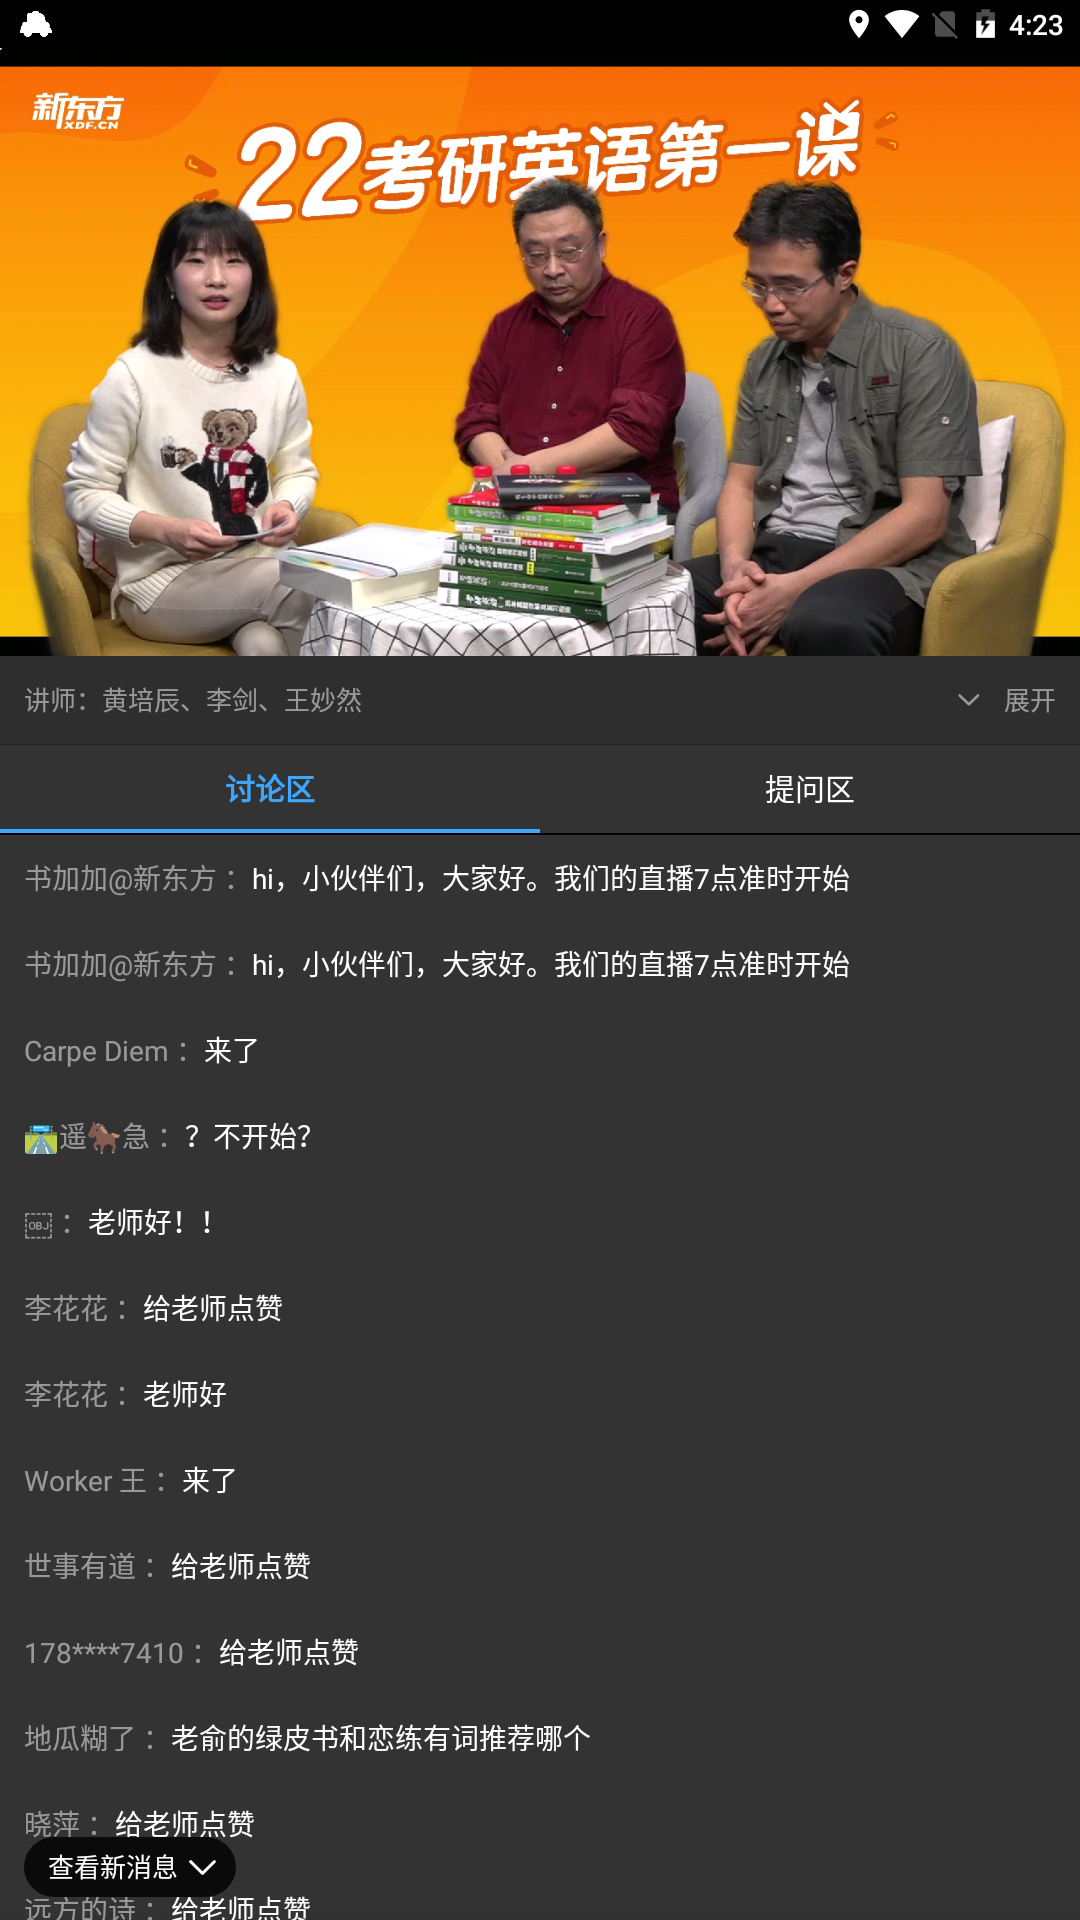 4:23
新东方
XDF.CN
22考研英语第一课
讲师：黄培辰、李剑、王妙然
展开
讨论区
提问区
书加加@新东方：hi，小伙伴们，大家好。我们的直播7点准时开始
书加加@新东方：hi，小伙伴们，大家好。我们的直播7点准时开始
Carpe Diem：来了
🛣️遥🐎急：？不开始？
OBJ：老师好！！
李花花：给老师点赞
李花花：老师好
Worker 王：来了
世事有道：给老师点赞
178****7410：给老师点赞
地瓜糊了：老俞的绿皮书和恋练有词推荐哪个
晓萍：给老师点赞
查看新消息
远方的诗：给老师点赞